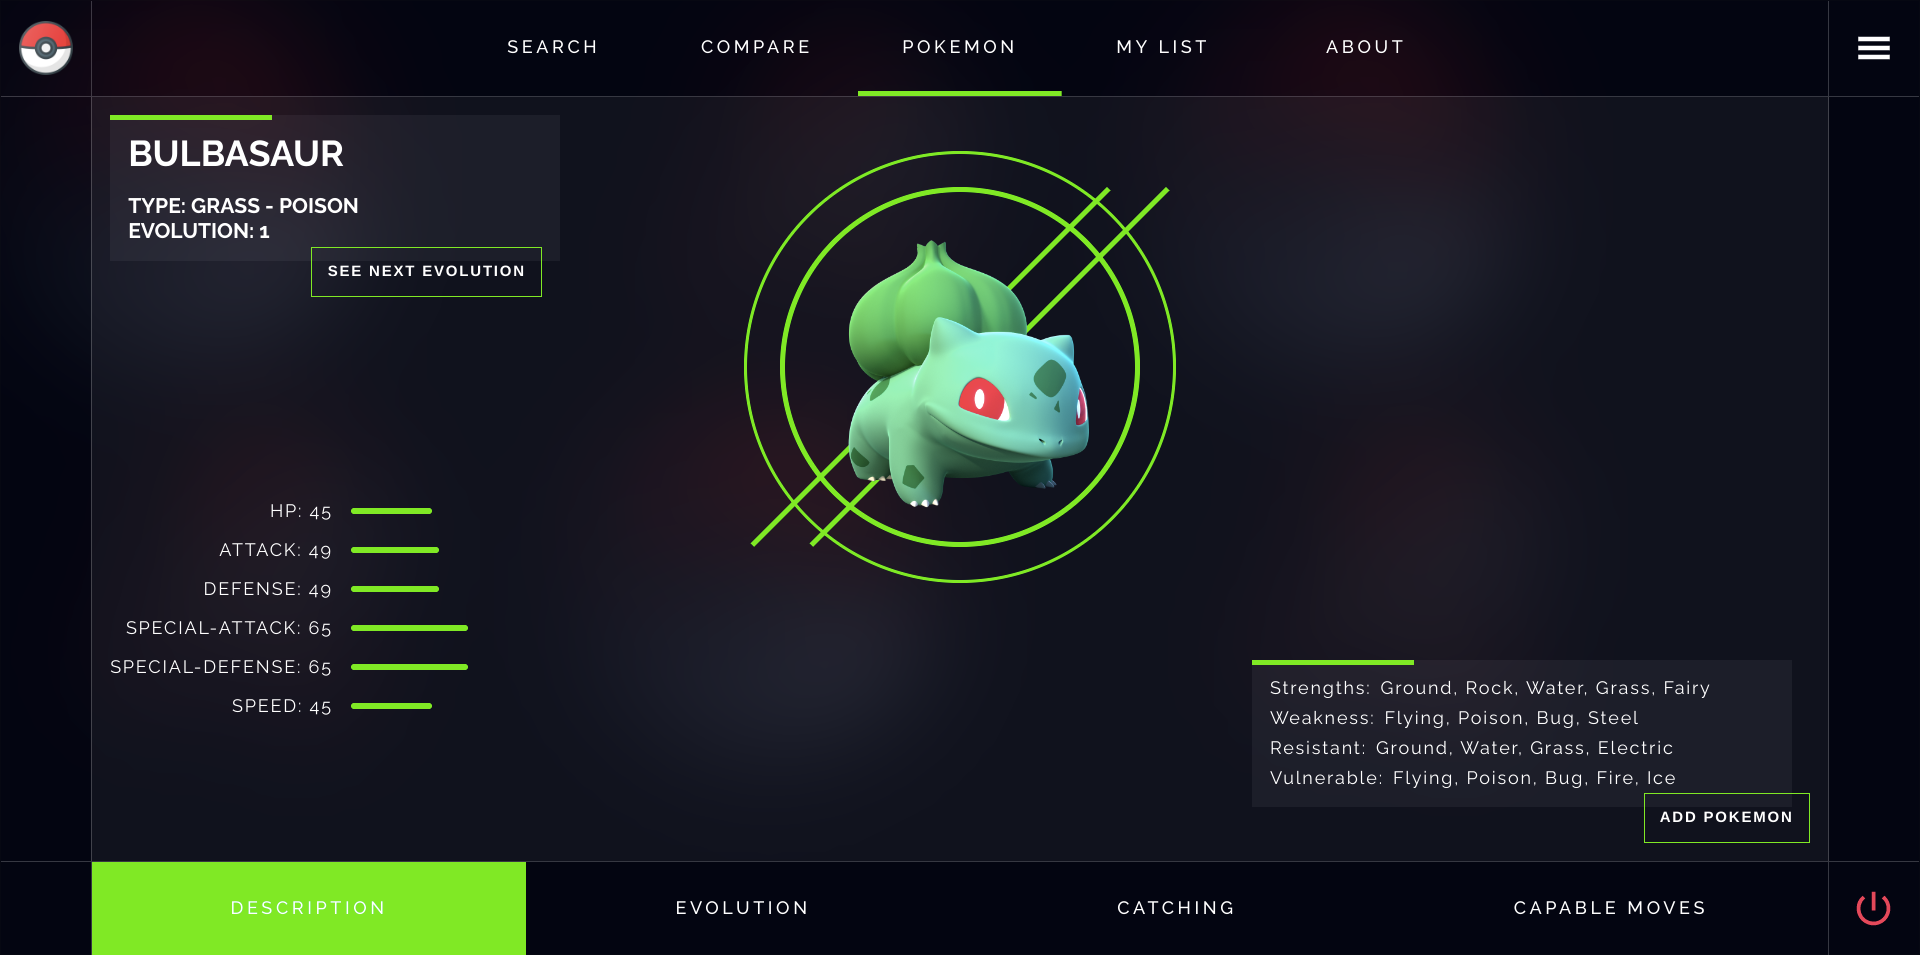 SEARCH COMPARE POKEMON MY LIST ABOUT
BULBASAUR
TYPE: GRASS - POISON
EVOLUTION: 1
SEE NEXT EVOLUTION
HP: 45
ATTACK: 49
DEFENSE: 49
SPECIAL-ATTACK: 65
SPECIAL-DEFENSE: 65
SPEED: 45
Strengths: Ground, Rock, Water, Grass, Fairy
Weakness: Flying, Poison, Bug, Steel
Resistant: Ground, Water, Grass, Electric
Vulnerable: Flying, Poison, Bug, Fire, Ice
ADD POKEMON
DESCRIPTION EVOLUTION CATCHING CAPABLE MOVES